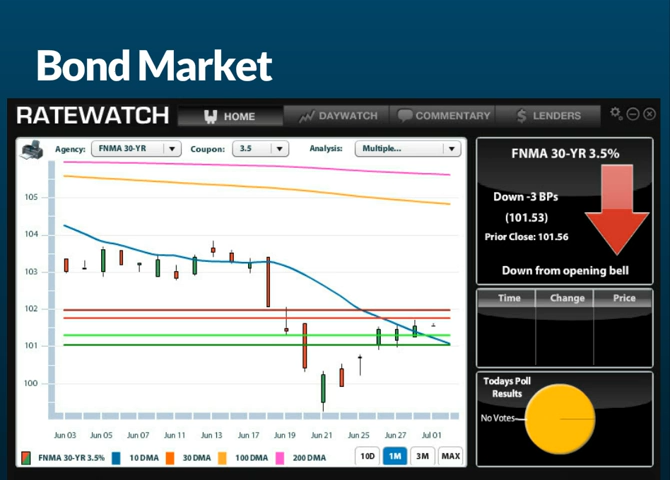 Bond Market
RATEWATCH HOME DAYWATCH COMMENTARY $ LENDERS
Agency: FNMA 30-YR Coupon: 3.5 Analysis: Multiple...
FNMA 30-YR 3.5%
Down -3 BPs
(101.53)
Prior Close: 101.56
Down from opening bell
105
104
103
102
101
100
Time Change Price
Todays Poll
Results
No Votes
Jun 03 Jun 05 Jun 07 Jun 11 Jun 13 Jun 17 Jun 19 Jun 21 Jun 25 Jun 27 Jul 01
FNMA 30-YR 3.5% 10 DMA 30 DMA 100 DMA 200 DMA 10D 1M 3M MAX